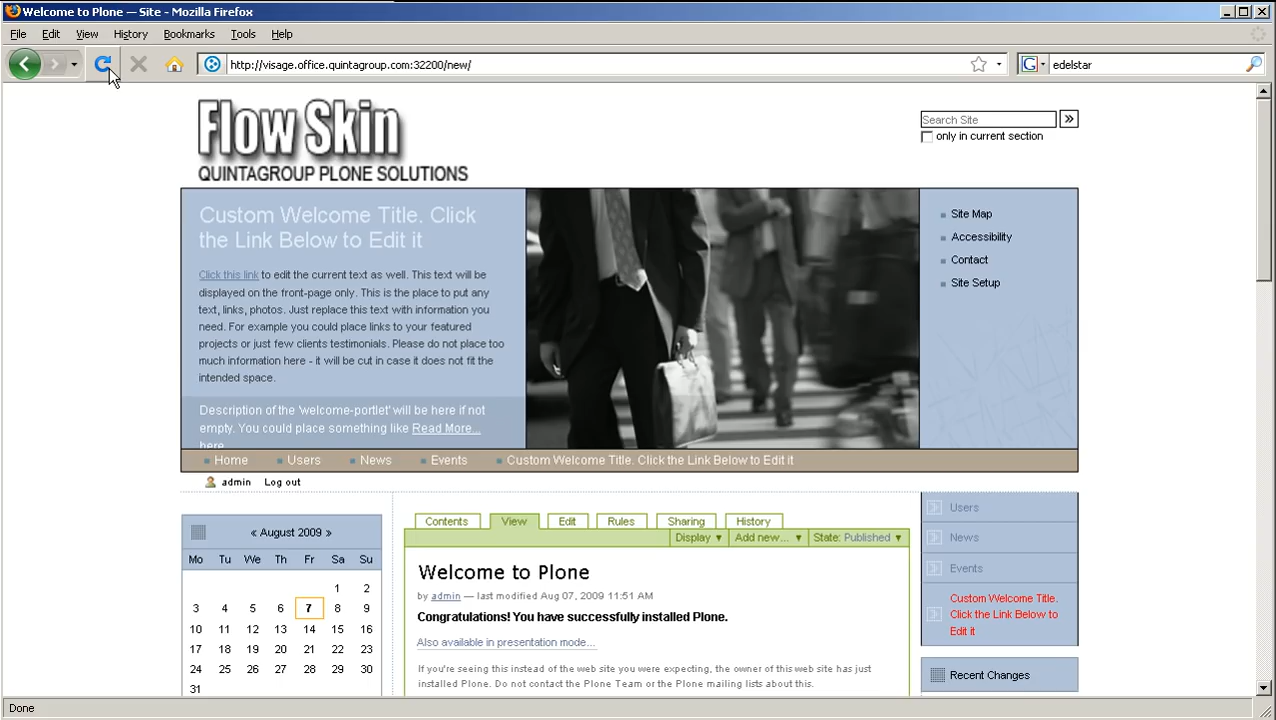 Welcome to Plone — Site - Mozilla Firefox
File Edit View History Bookmarks Tools Help
http://visage.office.quintagroup.com:32200/new/
G edelstar
Flow Skin
QUINTAGROUP PLONE SOLUTIONS
Search Site »
only in current section
Custom Welcome Title. Click
the Link Below to Edit it
Click this link to edit the current text as well. This text will be
displayed on the front-page only. This is the place to put any
text, links, photos. Just replace this text with information you
need. For example you could place links to your featured
projects or just few clients testimonials. Please do not place too
much information here - it will be cut in case it does not fit the
intended space.
Description of the 'welcome-portlet' will be here if not
empty. You could place something like Read More...
here
Site Map
Accessibility
Contact
Site Setup
Home Users News Events Custom Welcome Title. Click the Link Below to Edit it
admin Log out
« August 2009 »
Mo Tu We Th Fr Sa Su
1 2
3 4 5 6 7 8 9
10 11 12 13 14 15 16
17 18 19 20 21 22 23
24 25 26 27 28 29 30
31
Contents View Edit Rules Sharing History
Display ▼ Add new... ▼ State: Published ▼
Welcome to Plone
by admin — last modified Aug 07, 2009 11:51 AM
Congratulations! You have successfully installed Plone.
Also available in presentation mode...
If you're seeing this instead of the web site you were expecting, the owner of this web site has just
installed Plone. Do not contact the Plone Team or the Plone mailing lists about this.
Users
News
Events
Custom Welcome Title.
Click the Link Below to
Edit it
Recent Changes
Done